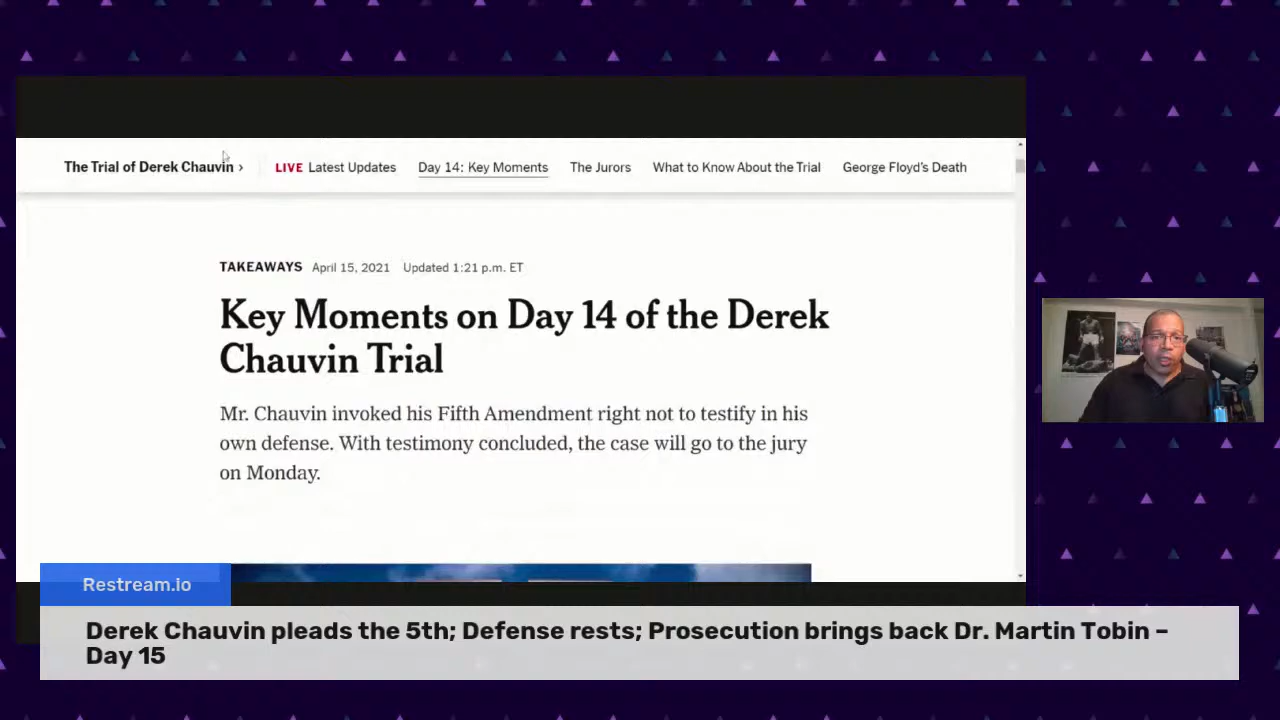 The Trial of Derek Chauvin › LIVE Latest Updates Day 14: Key Moments The Jurors What to Know About the Trial George Floyd’s Death
TAKEAWAYS April 15, 2021 Updated 1:21 p.m. ET
Key Moments on Day 14 of the Derek
Chauvin Trial
Mr. Chauvin invoked his Fifth Amendment right not to testify in his
own defense. With testimony concluded, the case will go to the jury
on Monday.
Restream.io
Derek Chauvin pleads the 5th; Defense rests; Prosecution brings back Dr. Martin Tobin –
Day 15